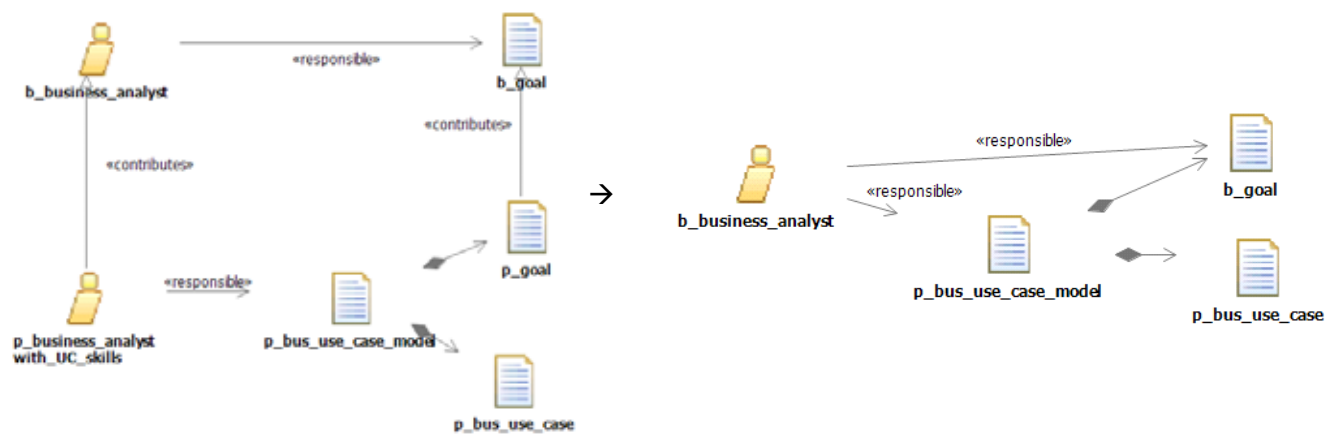 «responsible»
b_business_analyst
b_goal
«contributes»
«contributes»
p_goal
«responsible»
p_business_analyst
with_UC_skills
p_bus_use_case_model
p_bus_use_case
→
«responsible»
b_goal
«responsible»
b_business_analyst
p_bus_use_case_model
p_bus_use_case